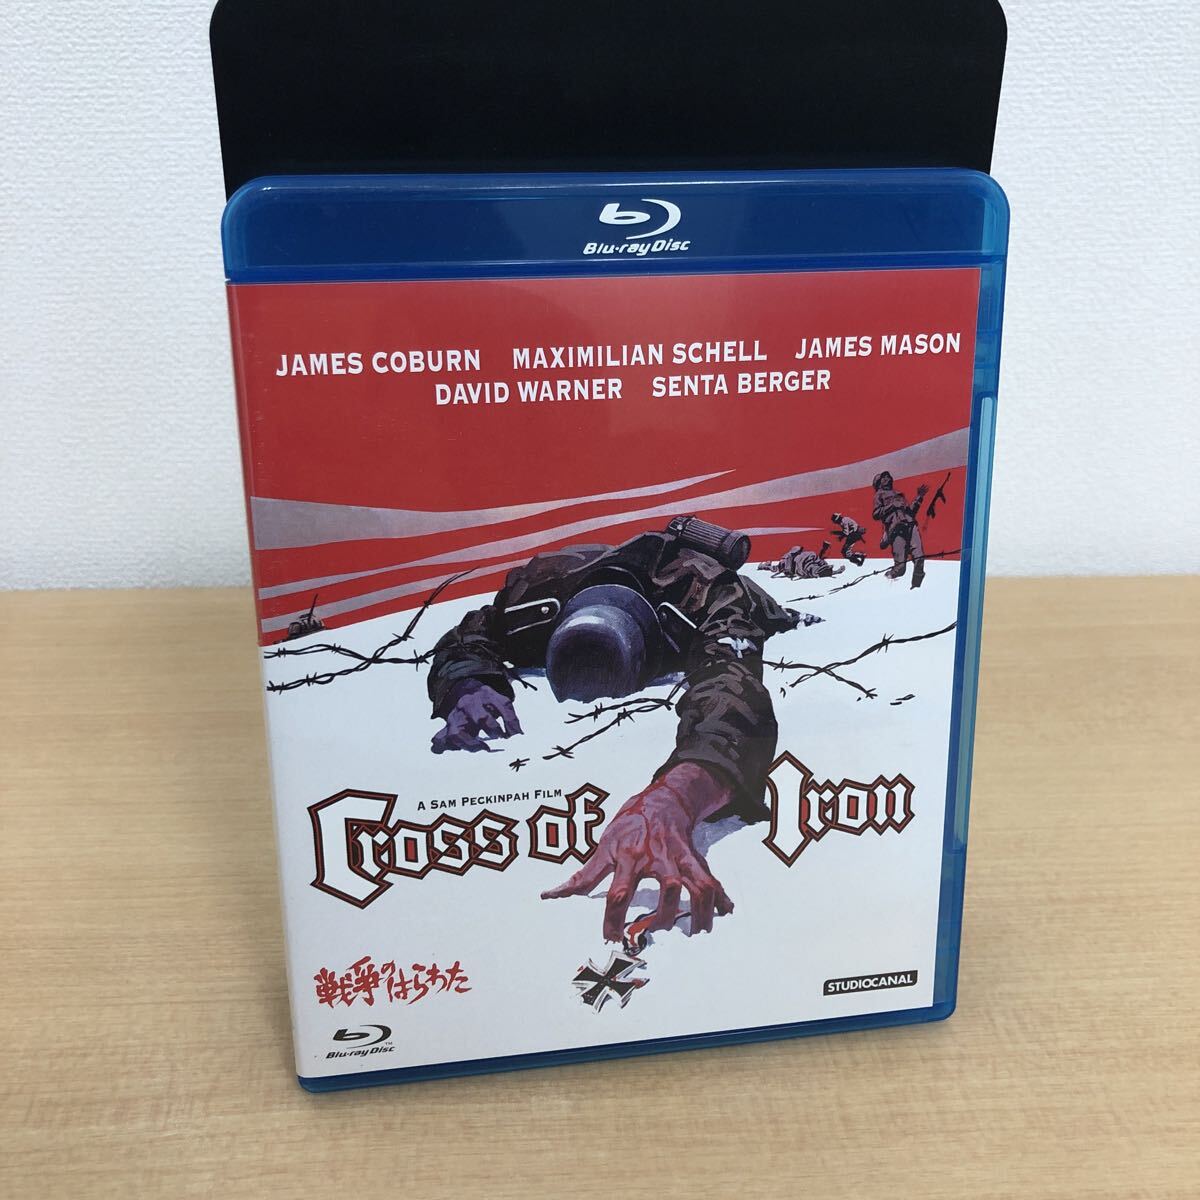 Blu-ray Disc
JAMES COBURN MAXIMILIAN SCHELL JAMES MASON
DAVID WARNER SENTA BERGER
A SAM PECKINPAH FILM
Cross of Iron
戦争のはらわた
STUDIOCANAL
Blu-ray Disc™